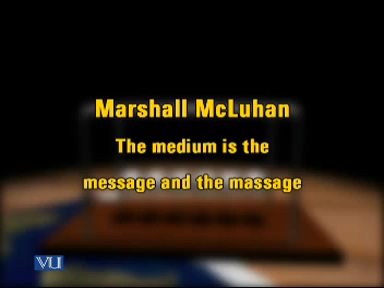 Marshall McLuhan
The medium is the
message and the massage
VU